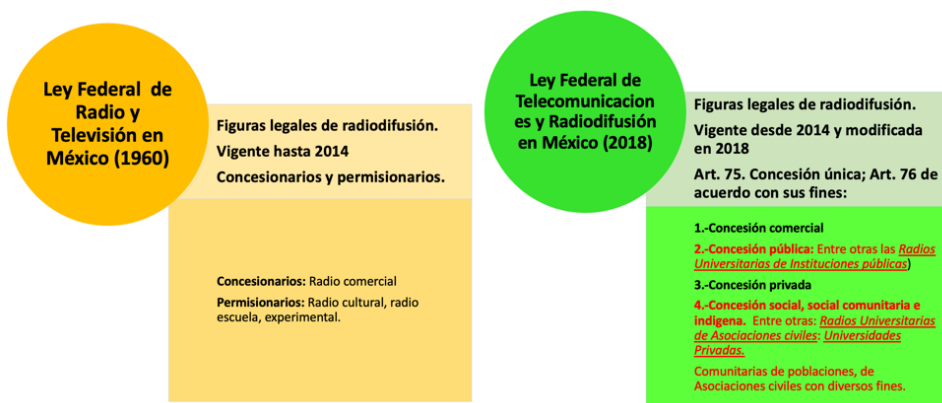 Ley Federal de
Radio y
Televisión en
México (1960)
Figuras legales de radiodifusión.
Vigente hasta 2014
Concesionarios y permisionarios.
Concesionarios: Radio comercial
Permisionarios: Radio cultural, radio
escuela, experimental.
Ley Federal de
Telecomunicacion
es y Radiodifusión
en México (2018)
Figuras legales de radiodifusión.
Vigente desde 2014 y modificada
en 2018
Art. 75. Concesión única; Art. 76 de
acuerdo con sus fines:
1.-Concesión comercial
2.-Concesión pública: Entre otras las Radios
Universitarias de Instituciones públicas)
3.-Concesión privada
4.-Concesión social, social comunitaria e
indigena. Entre otras: Radios Universitarias
de Asociaciones civiles: Universidades
Privadas.
Comunitarias de poblaciones, de
Asociaciones civiles con diversos fines.